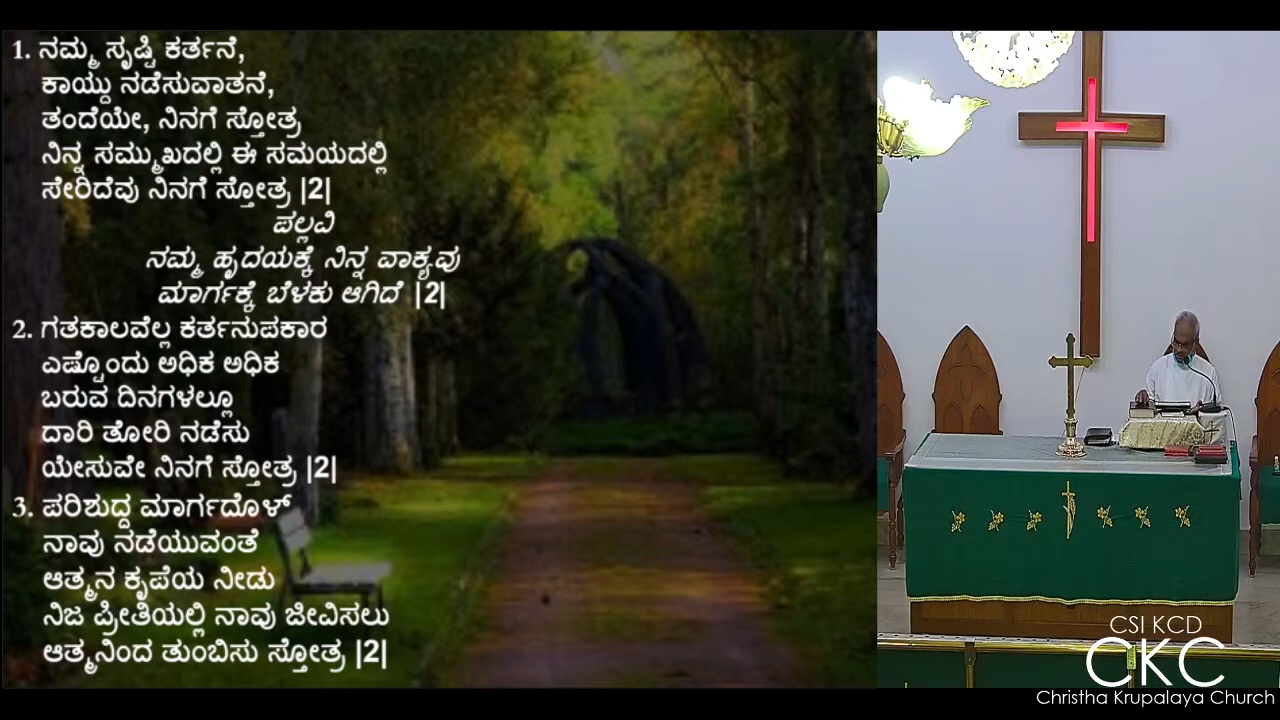 1. ನಮ್ಮ ಸೃಷ್ಟಿ ಕರ್ತನೆ,
ಕಾಯ್ದು ನಡೆಸುವಾತನೆ,
ತಂದೆಯೇ, ನಿನಗೆ ಸ್ತೋತ್ರ
ನಿನ್ನ ಸಮ್ಮುಖದಲ್ಲಿ ಈ ಸಮಯದಲ್ಲಿ
ಸೇರಿದೆವು ನಿನಗೆ ಸ್ತೋತ್ರ |2|
ಪಲ್ಲವಿ
ನಮ್ಮ ಹೃದಯಕ್ಕೆ ನಿನ್ನ ವಾಕ್ಯವು
ಮಾರ್ಗಕ್ಕೆ ಬೆಳಕು ಆಗಿದೆ |2|
2. ಗತಕಾಲವೆಲ್ಲ ಕರ್ತನುಪಕಾರ
ಎಷ್ಟೊಂದು ಅಧಿಕ ಅಧಿಕ
ಬರುವ ದಿನಗಳಲ್ಲೂ
ದಾರಿ ತೋರಿ ನಡೆಸು
ಯೇಸುವೇ ನಿನಗೆ ಸ್ತೋತ್ರ |2|
3. ಪರಿಶುದ್ದ ಮಾರ್ಗದೊಳ್
ನಾವು ನಡೆಯುವಂತೆ
ಆತ್ಮನ ಕೃಪೆಯ ನೀಡು
ನಿಜ ಪ್ರೀತಿಯಲ್ಲಿ ನಾವು ಜೀವಿಸಲು
ಆತ್ಮನಿಂದ ತುಂಬಿಸು ಸ್ತೋತ್ರ |2|
CSI KCD
CKC
Christha Krupalaya Church